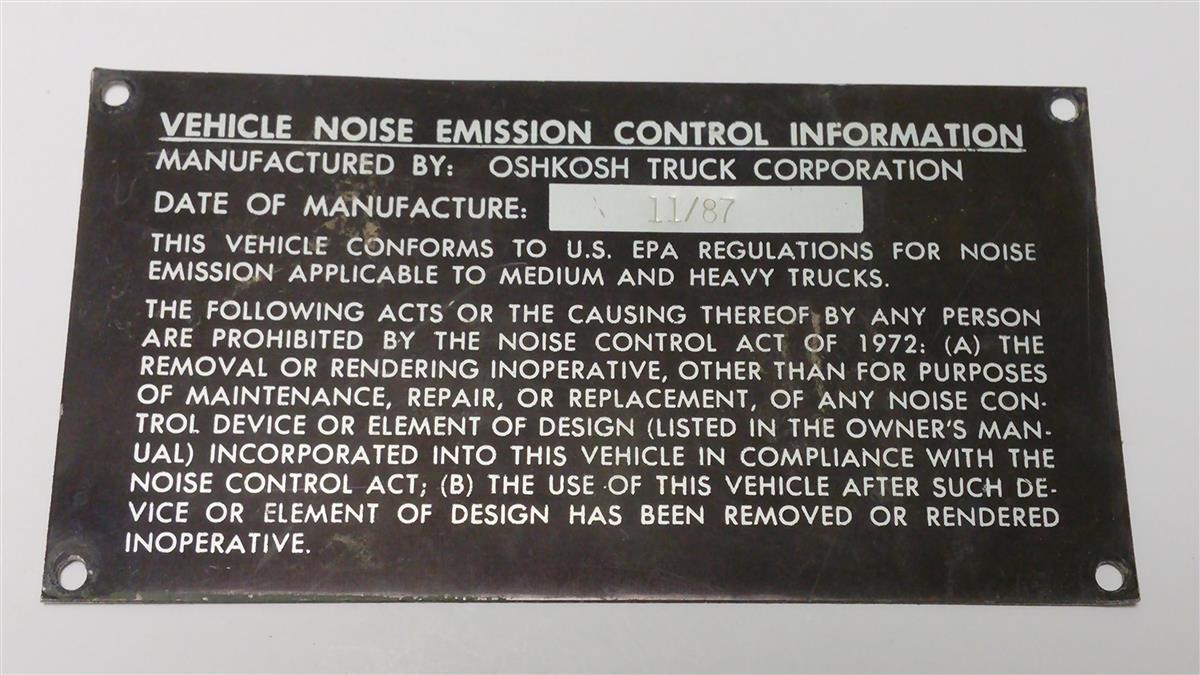 VEHICLE NOISE EMISSION CONTROL INFORMATION
MANUFACTURED BY: OSHKOSH TRUCK CORPORATION
DATE OF MANUFACTURE: 11/87
THIS VEHICLE CONFORMS TO U.S. EPA REGULATIONS FOR NOISE
EMISSION APPLICABLE TO MEDIUM AND HEAVY TRUCKS.
THE FOLLOWING ACTS OR THE CAUSING THEREOF BY ANY PERSON
ARE PROHIBITED BY THE NOISE CONTROL ACT OF 1972: (A) THE
REMOVAL OR RENDERING INOPERATIVE, OTHER THAN FOR PURPOSES
OF MAINTENANCE, REPAIR, OR REPLACEMENT, OF ANY NOISE CON-
TROL DEVICE OR ELEMENT OF DESIGN (LISTED IN THE OWNER'S MAN-
UAL) INCORPORATED INTO THIS VEHICLE IN COMPLIANCE WITH THE
NOISE CONTROL ACT; (B) THE USE OF THIS VEHICLE AFTER SUCH DE-
VICE OR ELEMENT OF DESIGN HAS BEEN REMOVED OR RENDERED
INOPERATIVE.